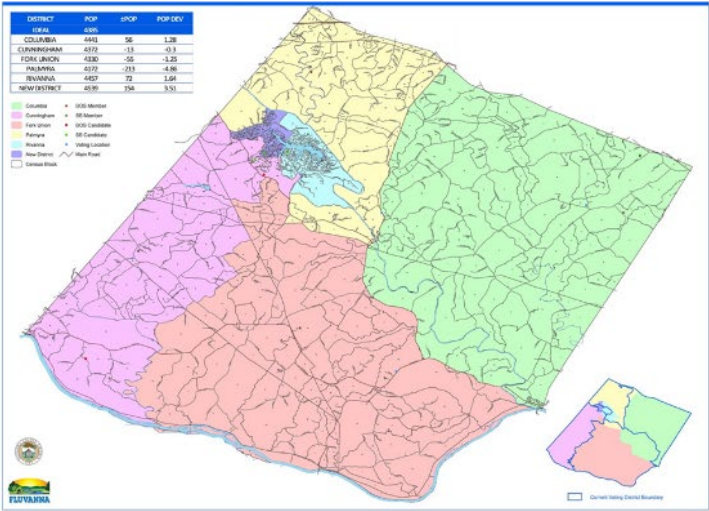 DISTRICT POP ±POP POP DEV
IDEAL 4385
COLUMBIA 4441 56 1.28
CUNNINGHAM 4372 -13 -0.3
FORK UNION 4330 -55 -1.25
PALMYRA 4172 -213 -4.86
RIVANNA 4457 72 1.64
NEW DISTRICT 4539 154 3.51
Columbia BOS Member
Cunningham SB Member
Fork Union BOS Candidate
Palmyra SB Candidate
Rivanna Voting Location
New District Main Road
Census Block
FLUVANNA
Current Voting District Boundary